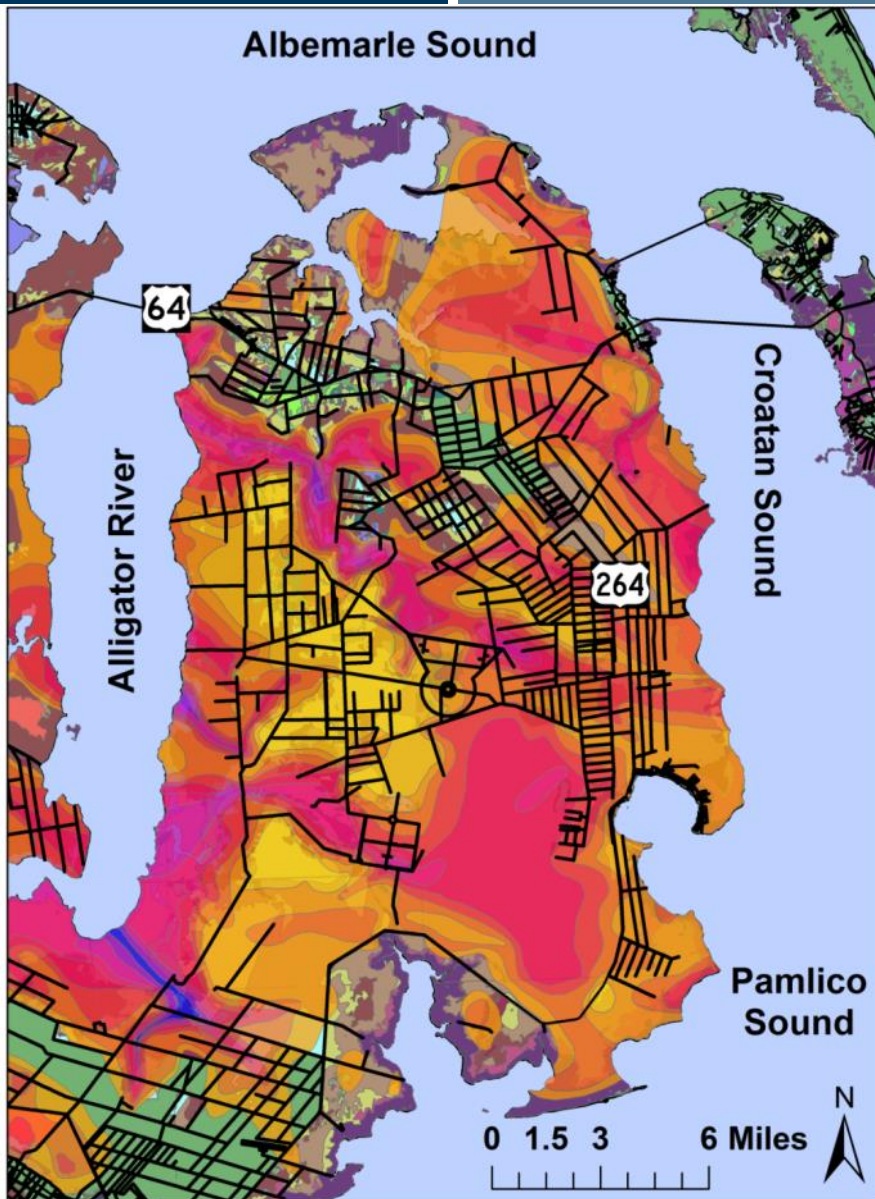 Albemarle Sound
64
Croatan Sound
Alligator River
264
Pamlico
Sound
N
0 1.5 3 6 Miles